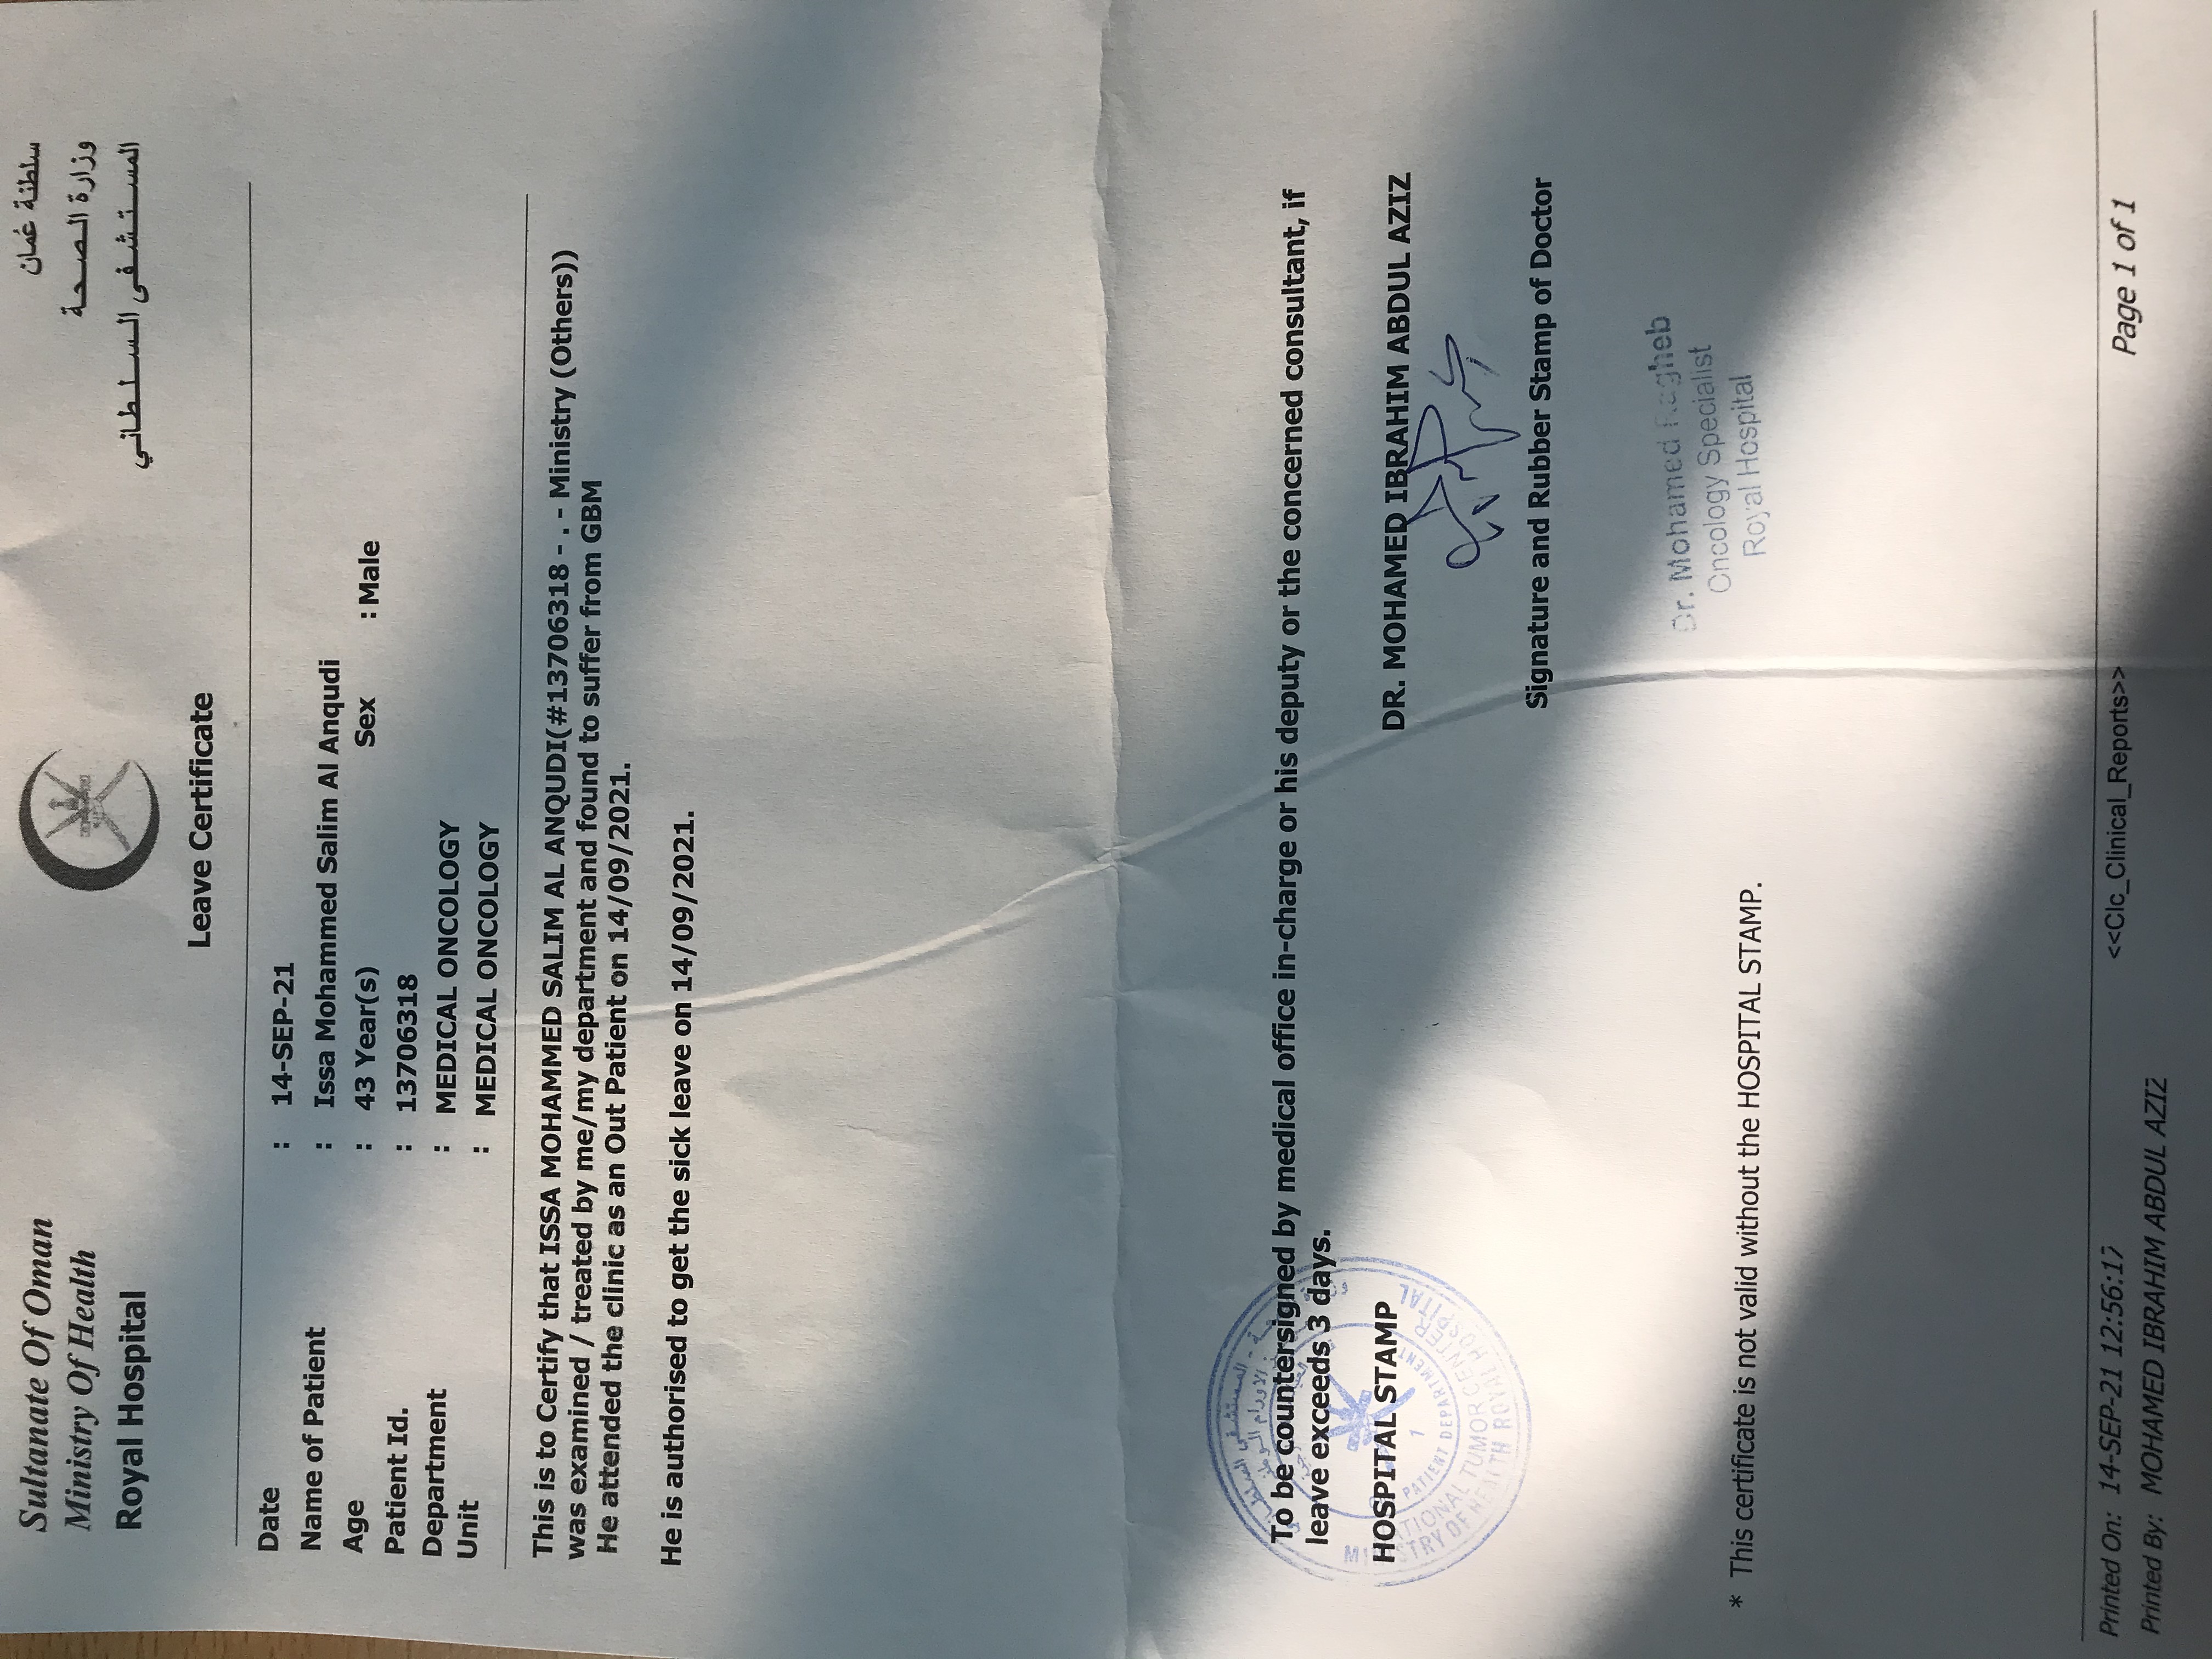 Sultanate Of Oman
Ministry Of Health
Royal Hospital
سلطنة عُمان
وزارة الصحة
المستشفى السلطاني
Leave Certificate
Date : 14-SEP-21
Name of Patient : Issa Mohammed Salim Al Anqudi
Age : 43 Year(s) Sex : Male
Patient Id. : 13706318
Department : MEDICAL ONCOLOGY
Unit : MEDICAL ONCOLOGY
This is to Certify that ISSA MOHAMMED SALIM AL ANQUDI(#13706318 - . - Ministry (Others))
was examined / treated by me/my department and found to suffer from GBM
He attended the clinic as an Out Patient on 14/09/2021.
He is authorised to get the sick leave on 14/09/2021.
To be countersigned by medical office in-charge or his deputy or the concerned consultant, if
leave exceeds 3 days.
HOSPITAL STAMP
المستشفى
PATIENT DEPARTMENT
TUMOR CENTER
OF HEALTH ROYAL HOSPITAL
1
DR. MOHAMED IBRAHIM ABDUL AZIZ
Signature and Rubber Stamp of Doctor
Dr. Mohamed Ragheb
Oncology Specialist
Royal Hospital
* This certificate is not valid without the HOSPITAL STAMP.
Printed On: 14-SEP-21 12:56:17
<<Clc_Clinical_Reports>>
Page 1 of 1
Printed By: MOHAMED IBRAHIM ABDUL AZIZ